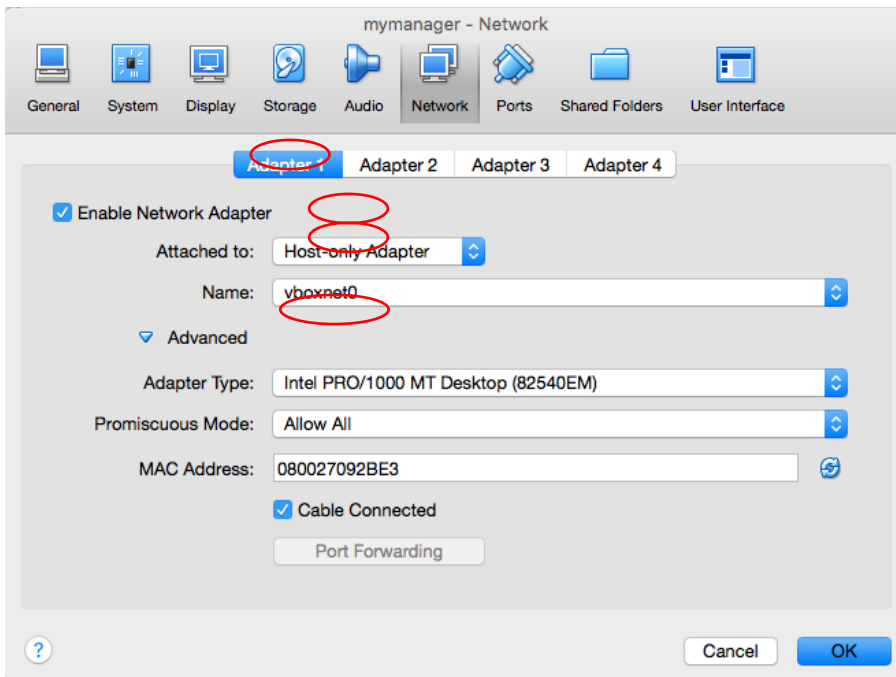 mymanager - Network
General System Display Storage Audio Network Ports Shared Folders User Interface
Adapter 1 Adapter 2 Adapter 3 Adapter 4
Enable Network Adapter
Attached to: Host-only Adapter
Name: vboxnet0
Advanced
Adapter Type: Intel PRO/1000 MT Desktop (82540EM)
Promiscuous Mode: Allow All
MAC Address: 080027092BE3
Cable Connected
Port Forwarding
? Cancel OK